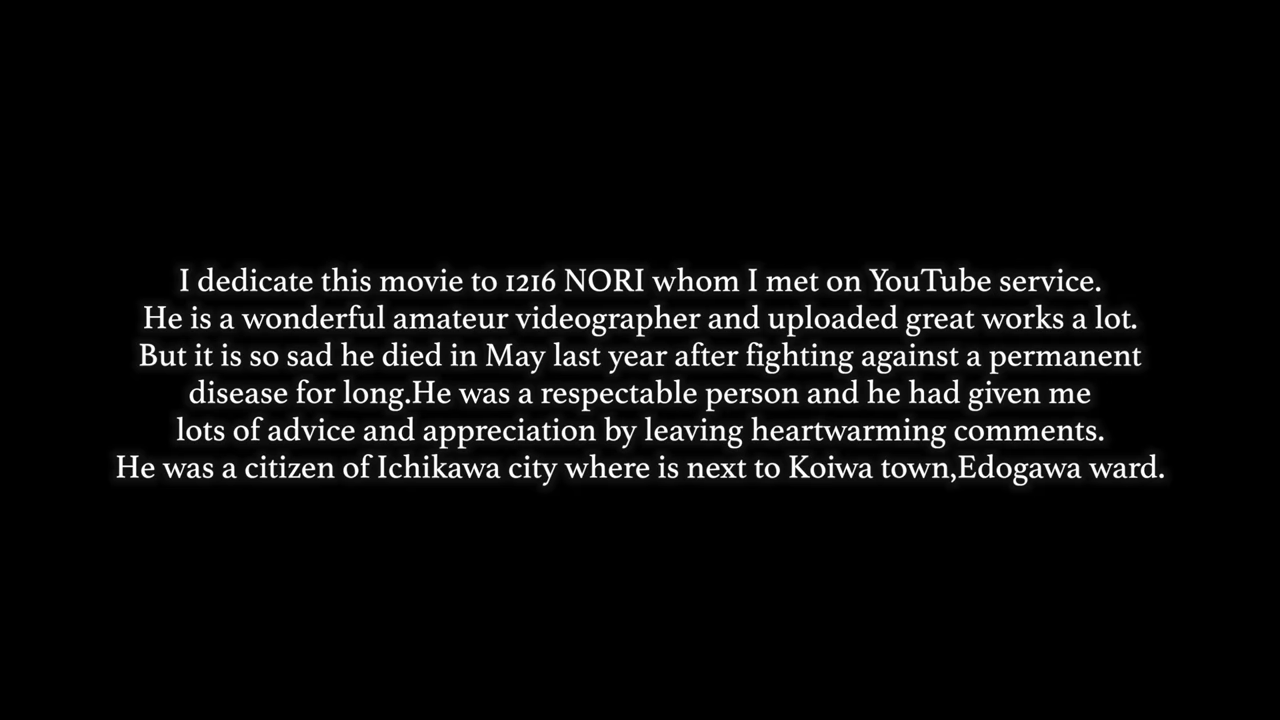 I dedicate this movie to 1216 NORI whom I met on YouTube service.
He is a wonderful amateur videographer and uploaded great works a lot.
But it is so sad he died in May last year after fighting against a permanent
disease for long.He was a respectable person and he had given me
lots of advice and appreciation by leaving heartwarming comments.
He was a citizen of Ichikawa city where is next to Koiwa town,Edogawa ward.